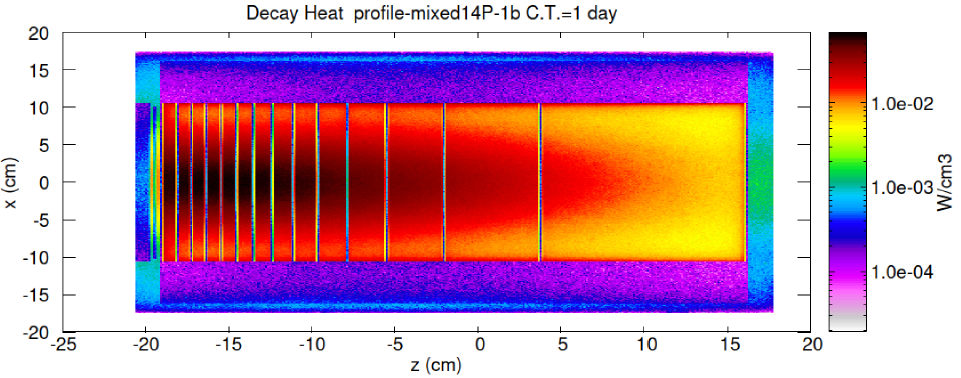 Decay Heat profile-mixed14P-1b C.T.=1 day
20
15
10
5
0
-5
-10
-15
-20
x (cm)
-25 -20 -15 -10 -5 0 5 10 15 20
z (cm)
1.0e-02
1.0e-03
1.0e-04
W/cm3